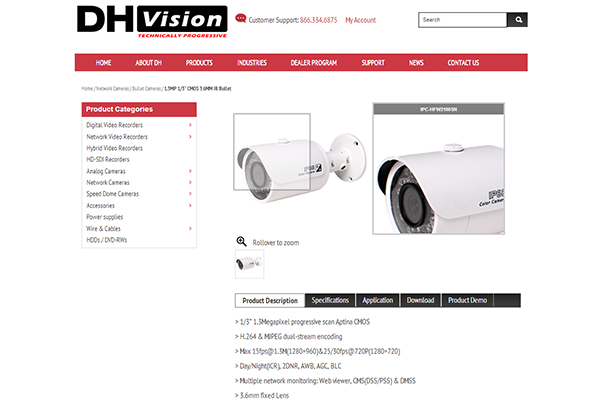 DH Vision
TECHNICALLY PROGRESSIVE
Customer Support: 866.334.6875 My Account
Search
HOME ABOUT DH PRODUCTS INDUSTRIES DEALER PROGRAM SUPPORT NEWS CONTACT US
Home / Network Cameras / Bullet Cameras / 1.3MP 1/3" CMOS 3.6MM IR Bullet
Product Categories
Digital Video Recorders
Network Video Recorders
Hybrid Video Recorders
HD-SDI Recorders
Analog Cameras
Network Cameras
Speed Dome Cameras
Accessories
Power supplies
Wire & Cables
HDDs / DVD-RWs
IPC-HFW2100SN
IP66
IP66
Color Camera
Rollover to zoom
Product Description Specifications Application Download Product Demo
> 1/3" 1.3Megapixel progressive scan Aptina CMOS
> H.264 & MJPEG dual-stream encoding
> Max 15fps@1.3M(1280×960)&25/30fps@720P(1280×720)
> Day/Night(ICR), 2DNR, AWB, AGC, BLC
> Multiple network monitoring: Web viewer, CMS(DSS/PSS) & DMSS
> 3.6mm fixed Lens